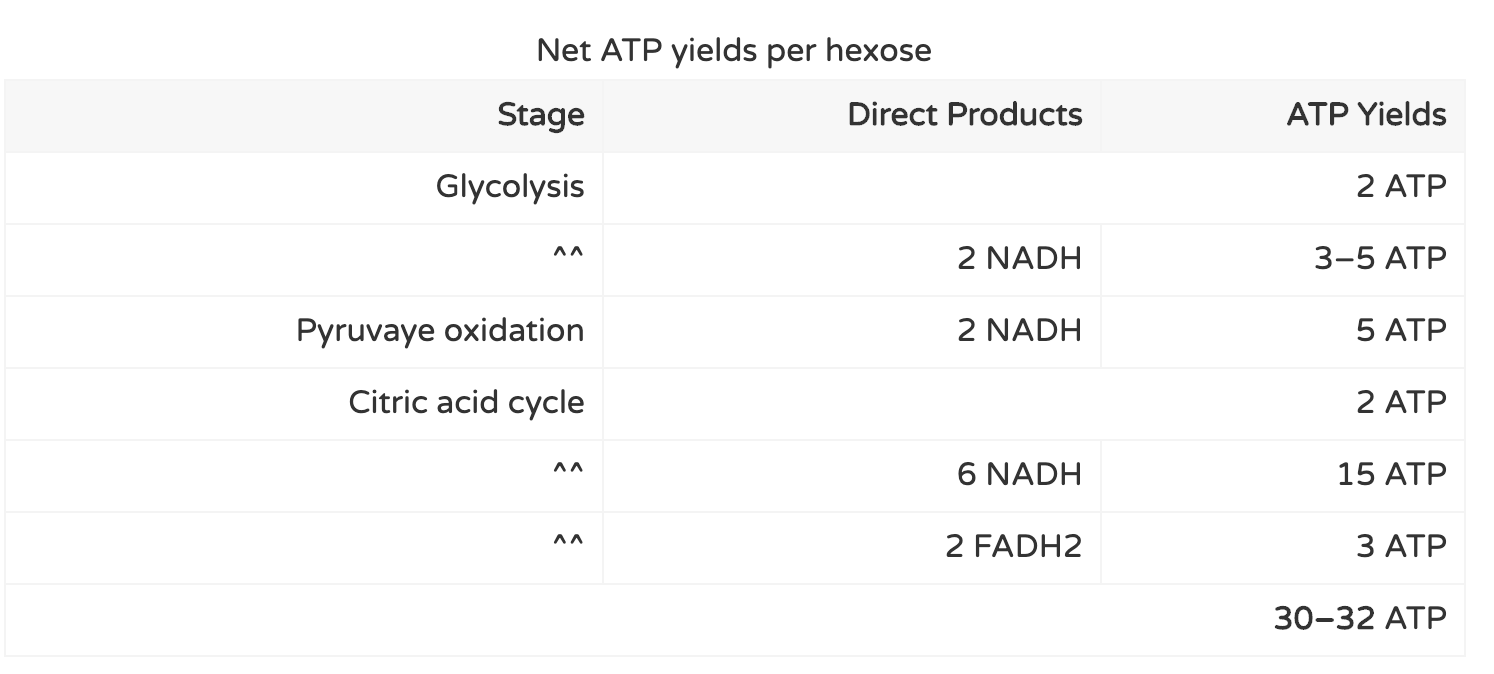 Net ATP yields per hexose
Stage Direct Products ATP Yields
Glycolysis 2 ATP
^^ 2 NADH 3–5 ATP
Pyruvaye oxidation 2 NADH 5 ATP
Citric acid cycle 2 ATP
^^ 6 NADH 15 ATP
^^ 2 FADH2 3 ATP
30–32 ATP